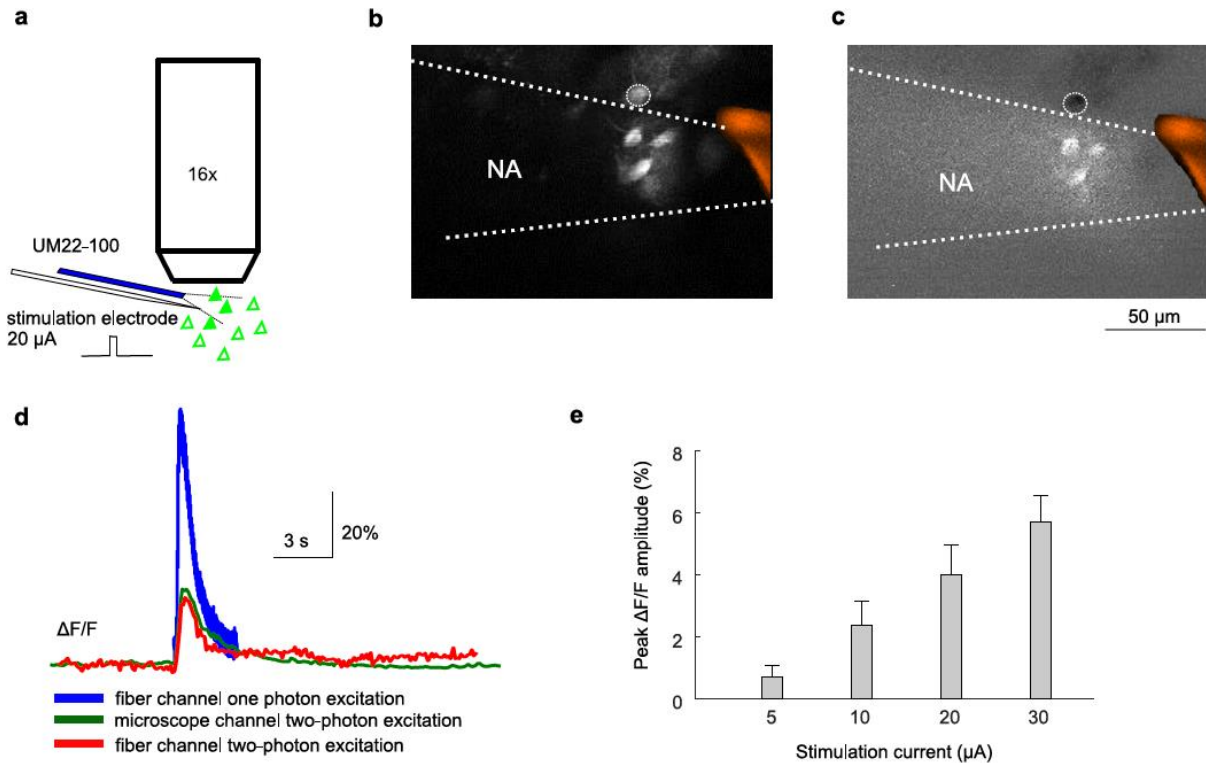 a
16x
UM22-100
stimulation electrode
20 µA
b
NA
c
NA
50 µm
d
3 s
20%
ΔF/F
fiber channel one photon excitation
microscope channel two-photon excitation
fiber channel two-photon excitation
e
Peak ΔF/F amplitude (%)
8
6
4
2
0
5 10 20 30
Stimulation current (µA)